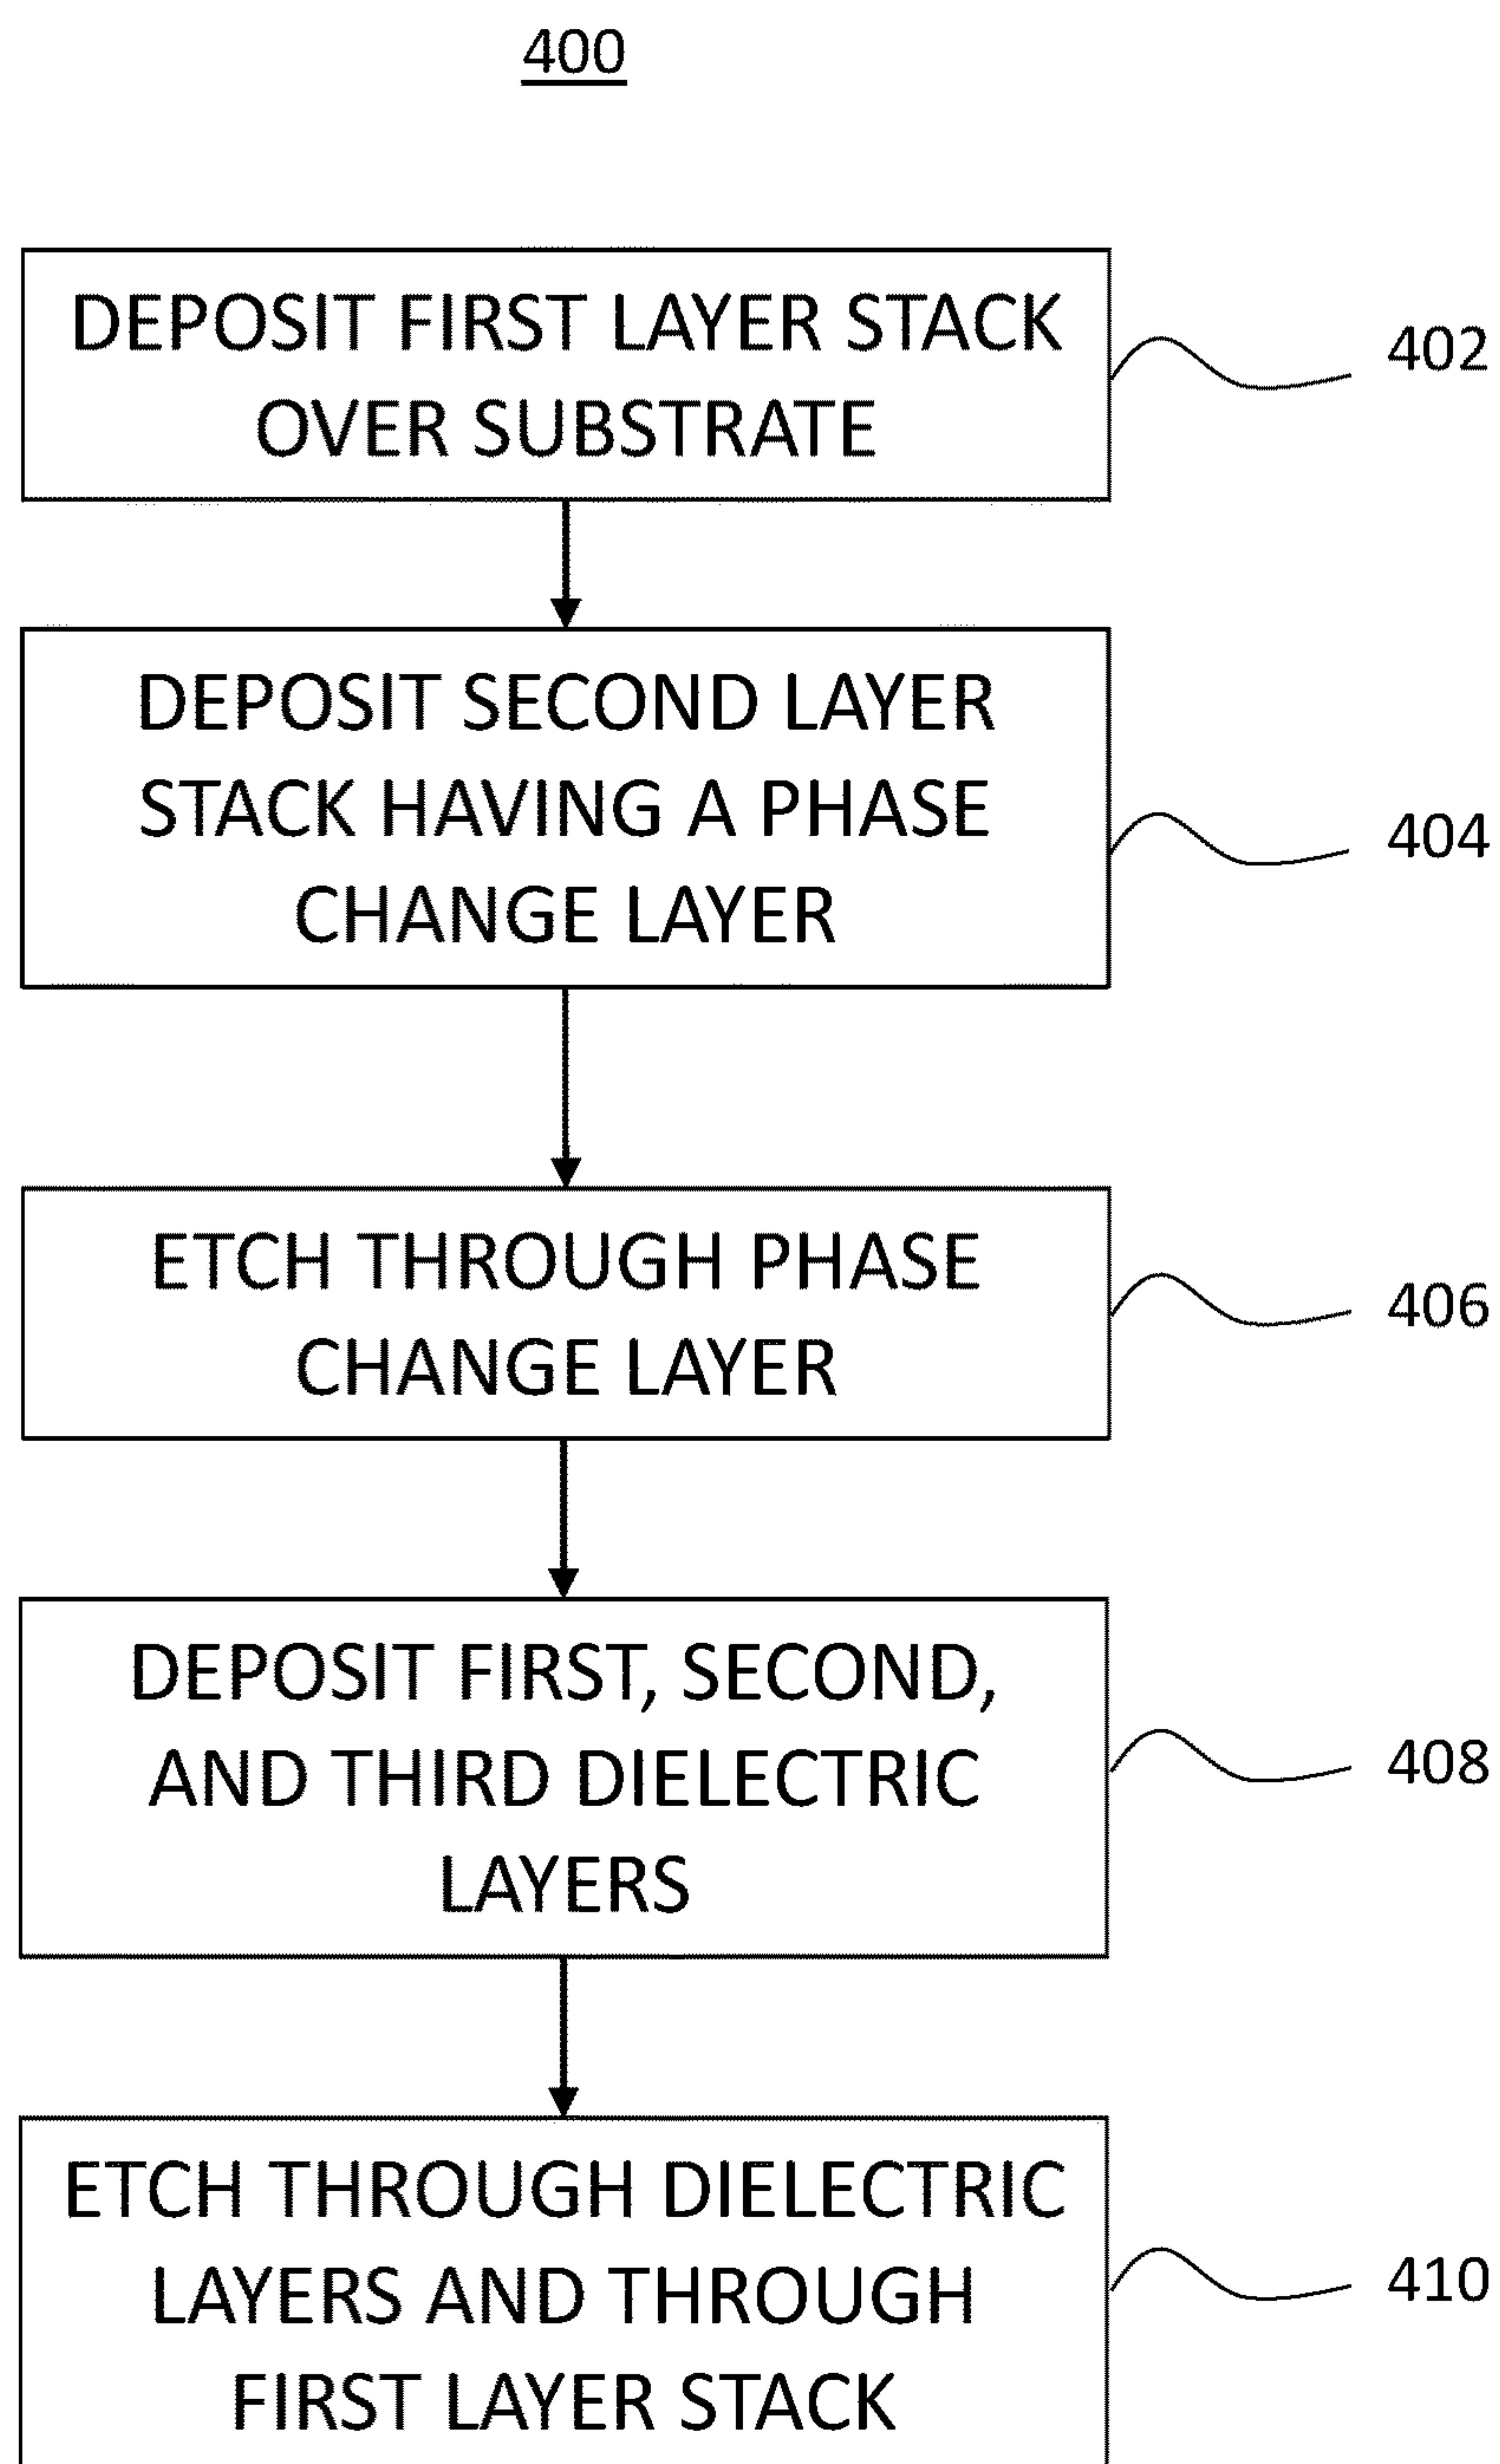 400
DEPOSIT FIRST LAYER STACK
OVER SUBSTRATE
402
DEPOSIT SECOND LAYER
STACK HAVING A PHASE
CHANGE LAYER
404
ETCH THROUGH PHASE
CHANGE LAYER
406
DEPOSIT FIRST, SECOND,
AND THIRD DIELECTRIC
LAYERS
408
ETCH THROUGH DIELECTRIC
LAYERS AND THROUGH
FIRST LAYER STACK
410